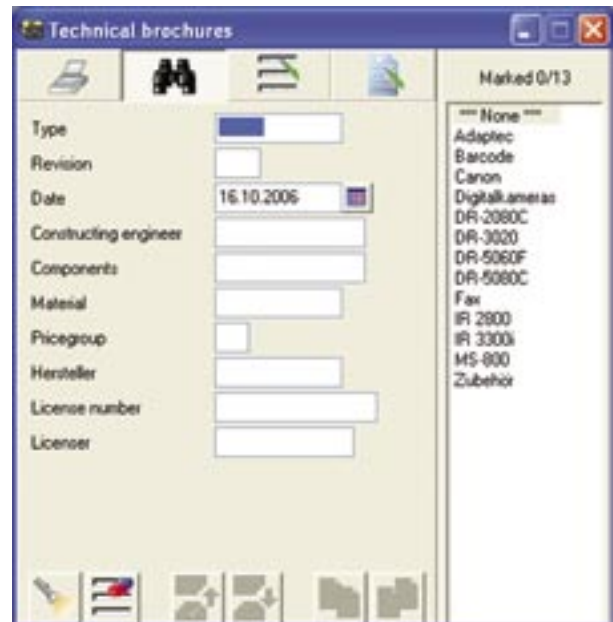 Technical brochures
Type
Revision
Date 16.10.2006
Constructing engineer
Components
Material
Pricegroup
Hersteller
License number
Licenser
Marked 0/13
*** None ***
Adaptec
Barcode
Canon
Digitalkameras
DR-2080C
DR-3020
DR-5060F
DR-5080C
Fax
IR 2800
IR 3300i
MS-800
Zubehör